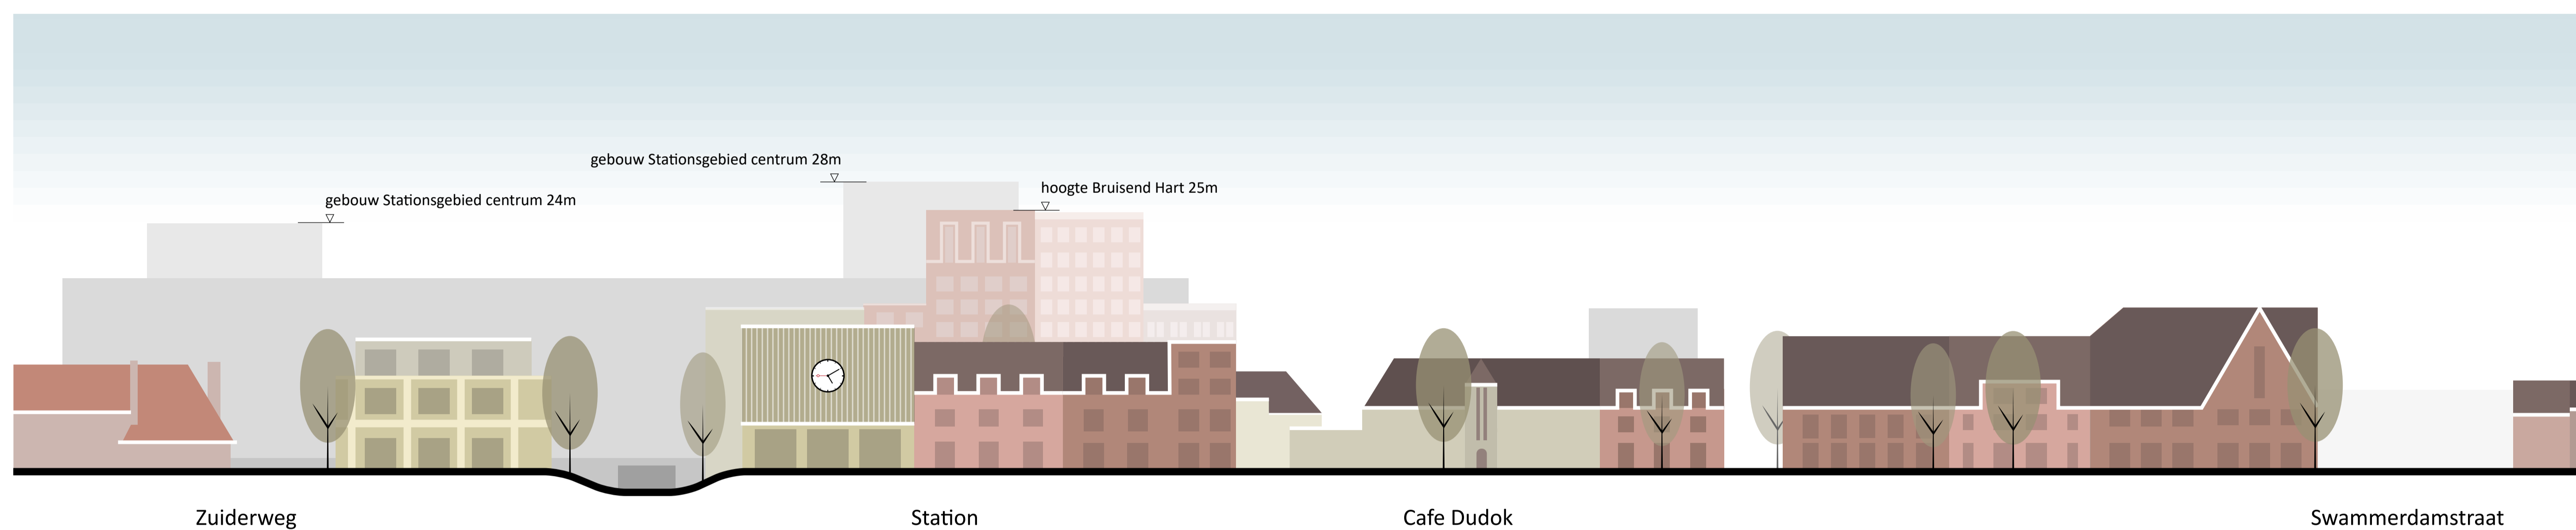 gebouw Stationsgebied centrum 28m
hoogte Bruisend Hart 25m
gebouw Stationsgebied centrum 24m
Zuiderweg
Station
Cafe Dudok
Swammerdamstraat